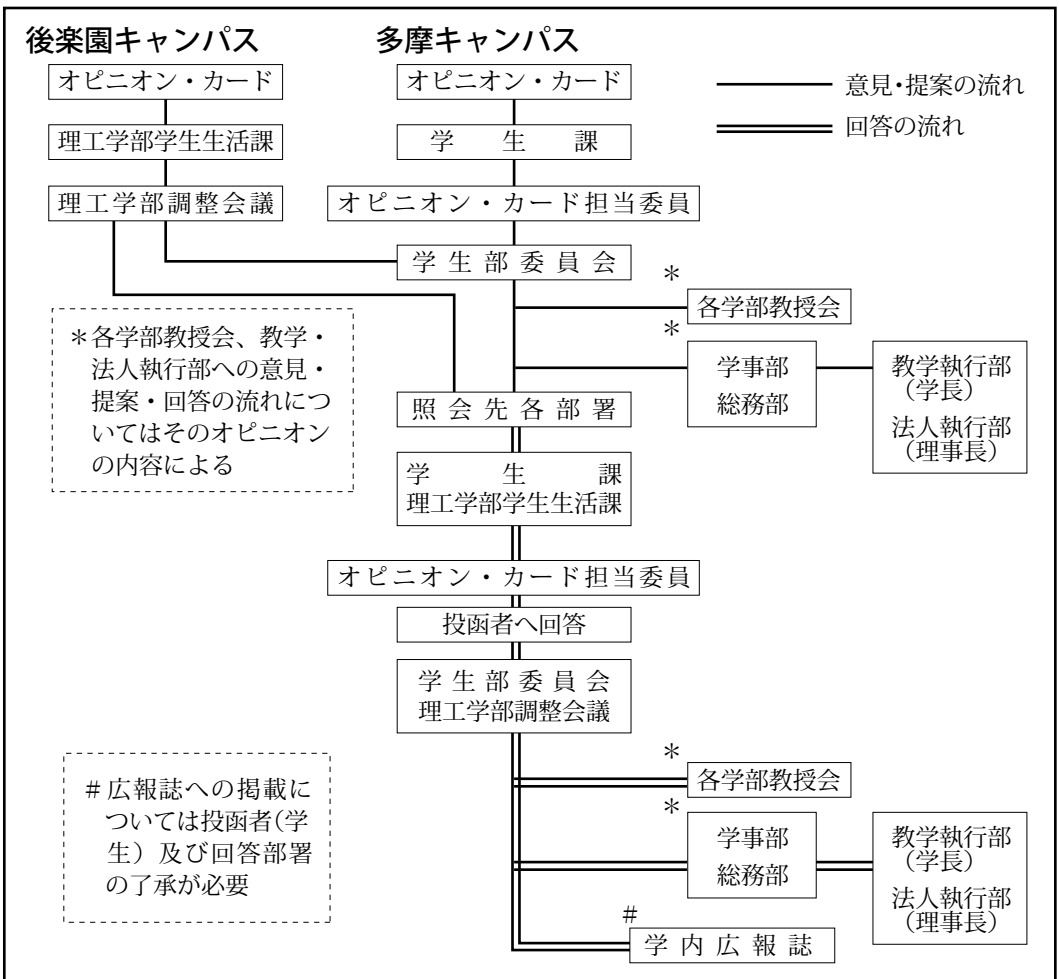 後楽園キャンパス
多摩キャンパス
オピニオン・カード
オピニオン・カード
意見・提案の流れ
理工学部学生生活課
学生課
回答の流れ
理工学部調整会議
オピニオン・カード担当委員
学生部委員会
*
各学部教授会
*
学事部
総務部
教学執行部
(学長)
法人執行部
(理事長)
*各学部教授会、教学・
法人執行部への意見・
提案・回答の流れにつ
いてはそのオピニオン
の内容による
照会先各部署
学生課
理工学部学生生活課
オピニオン・カード担当委員
投函者へ回答
学生部委員会
理工学部調整会議
*
各学部教授会
*
学事部
総務部
教学執行部
(学長)
法人執行部
(理事長)
#広報誌への掲載に
ついては投函者(学
生)及び回答部署
の了承が必要
#
学内広報誌